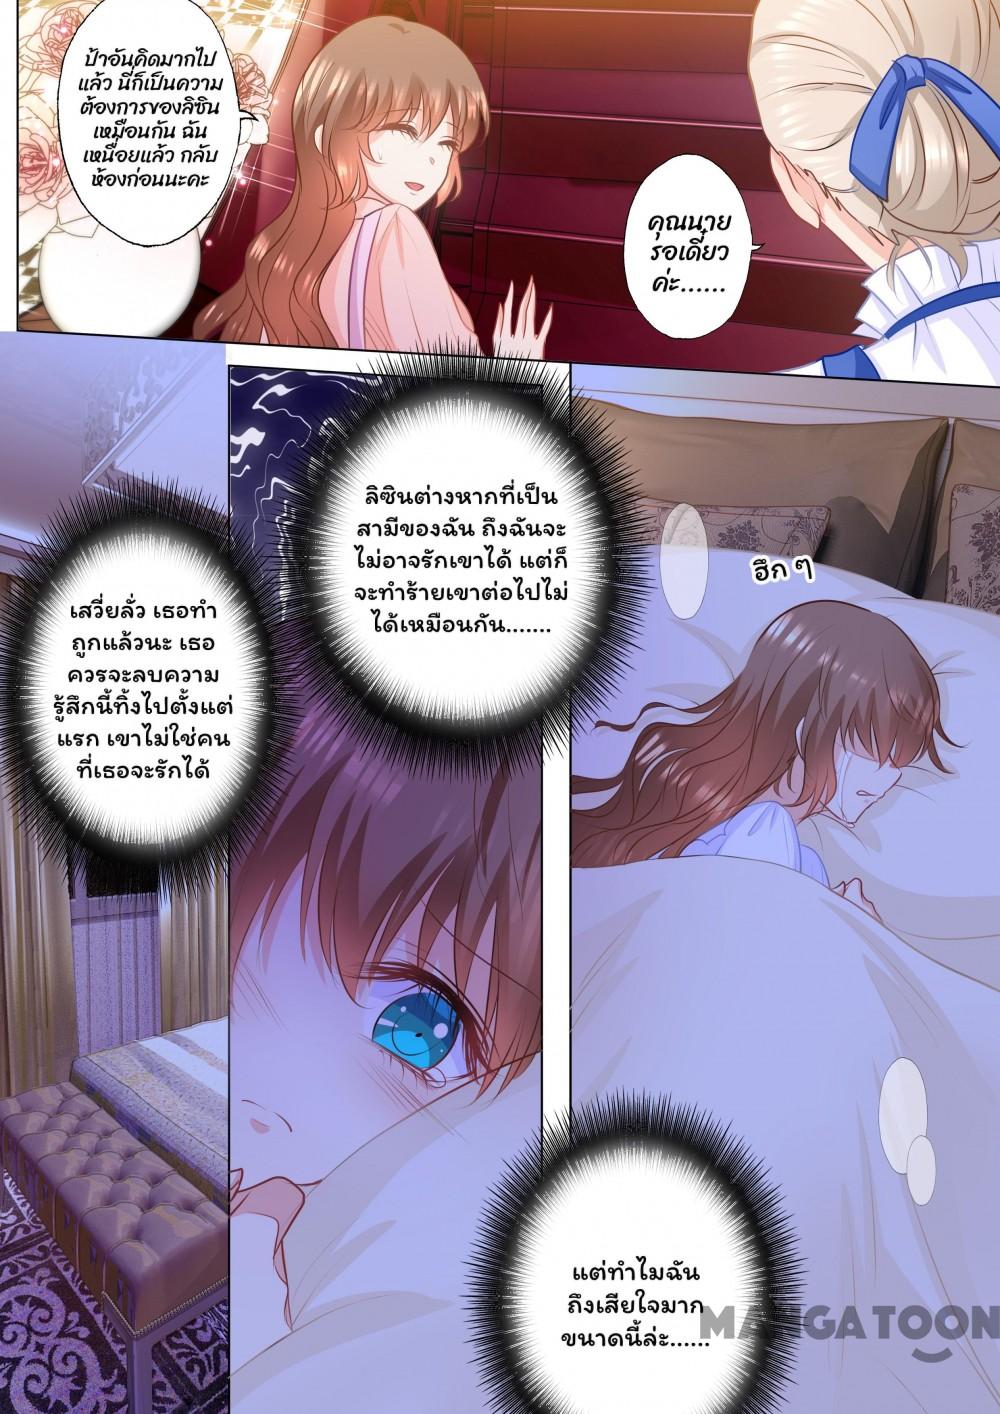 ป้าอันคิดมากไป
แล้ว นี่ก็เป็นความ
ต้องการของลิซิน
เหมือนกัน ฉัน
เหนื่อยแล้ว กลับ
ห้องก่อนนะคะ
คุณนาย
รอเดี๋ยว
ค่ะ......
ลิซินต่างหากที่เป็น
สามีของฉัน ถึงฉันจะ
ไม่อาจรักเขาได้ แต่ก็
จะทำร้ายเขาต่อไปไม่
ได้เหมือนกัน.......
ฮึก ๆ
เสวี่ยลั่ว เธอทำ
ถูกแล้วนะ เธอ
ควรจะลบความ
รู้สึกนี้ทิ้งไปตั้งแต่
แรก เขาไม่ใช่คน
ที่เธอจะรักได้
แต่ทำไมฉัน
ถึงเสียใจมาก
ขนาดนี้ล่ะ......
MANGATOON